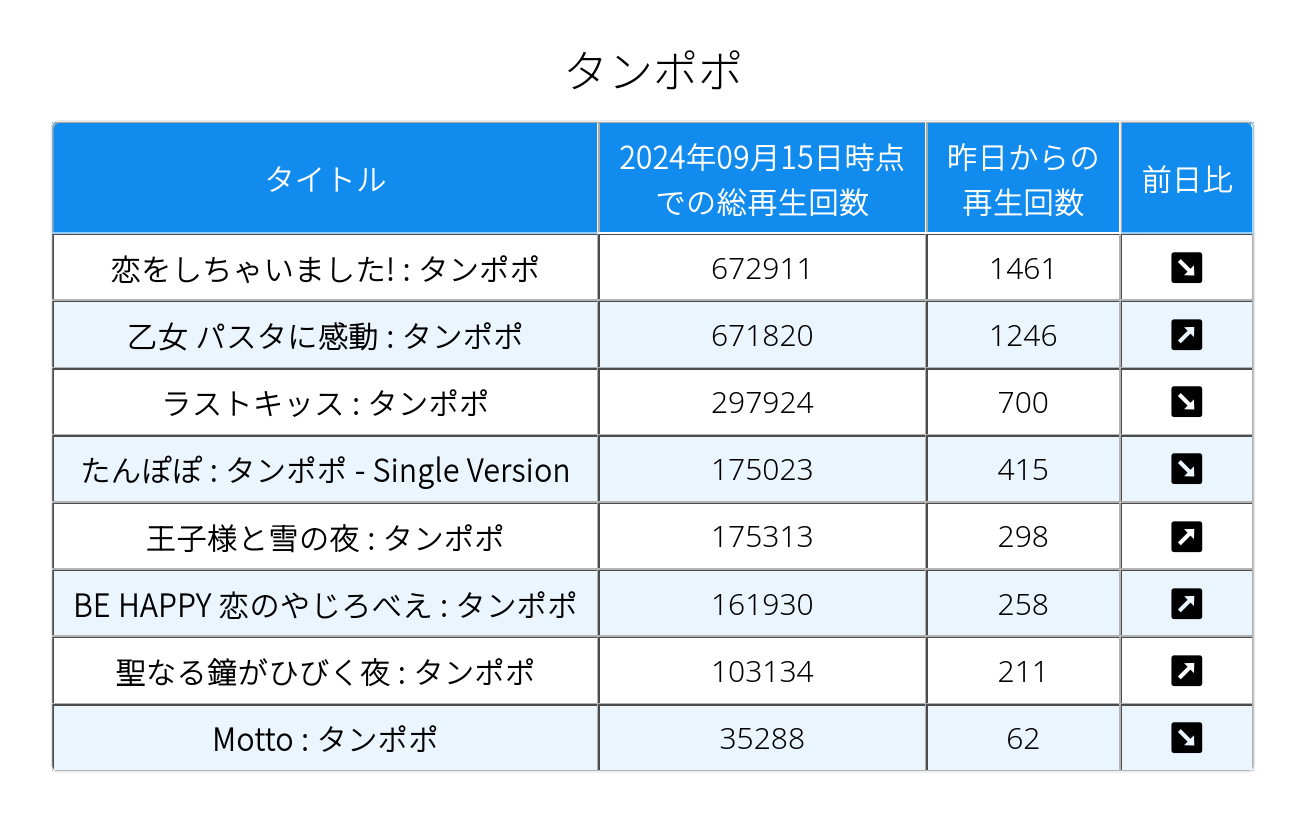 タンポポ
タイトル
2024年09月15日時点
での総再生回数
昨日からの
再生回数
前日比
恋をしちゃいました! : タンポポ 672911 1461
乙女 パスタに感動 : タンポポ 671820 1246
ラストキッス : タンポポ 297924 700
たんぽぽ : タンポポ - Single Version 175023 415
王子様と雪の夜 : タンポポ 175313 298
BE HAPPY 恋のやじろべえ : タンポポ 161930 258
聖なる鐘がひびく夜 : タンポポ 103134 211
Motto : タンポポ 35288 62